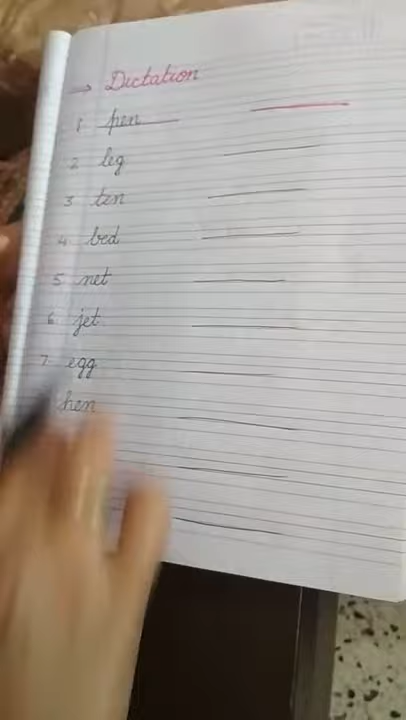 → Dictation
1 pen
2 leg
3 ten
4 bed
5 net
6 jet
7 egg
hen